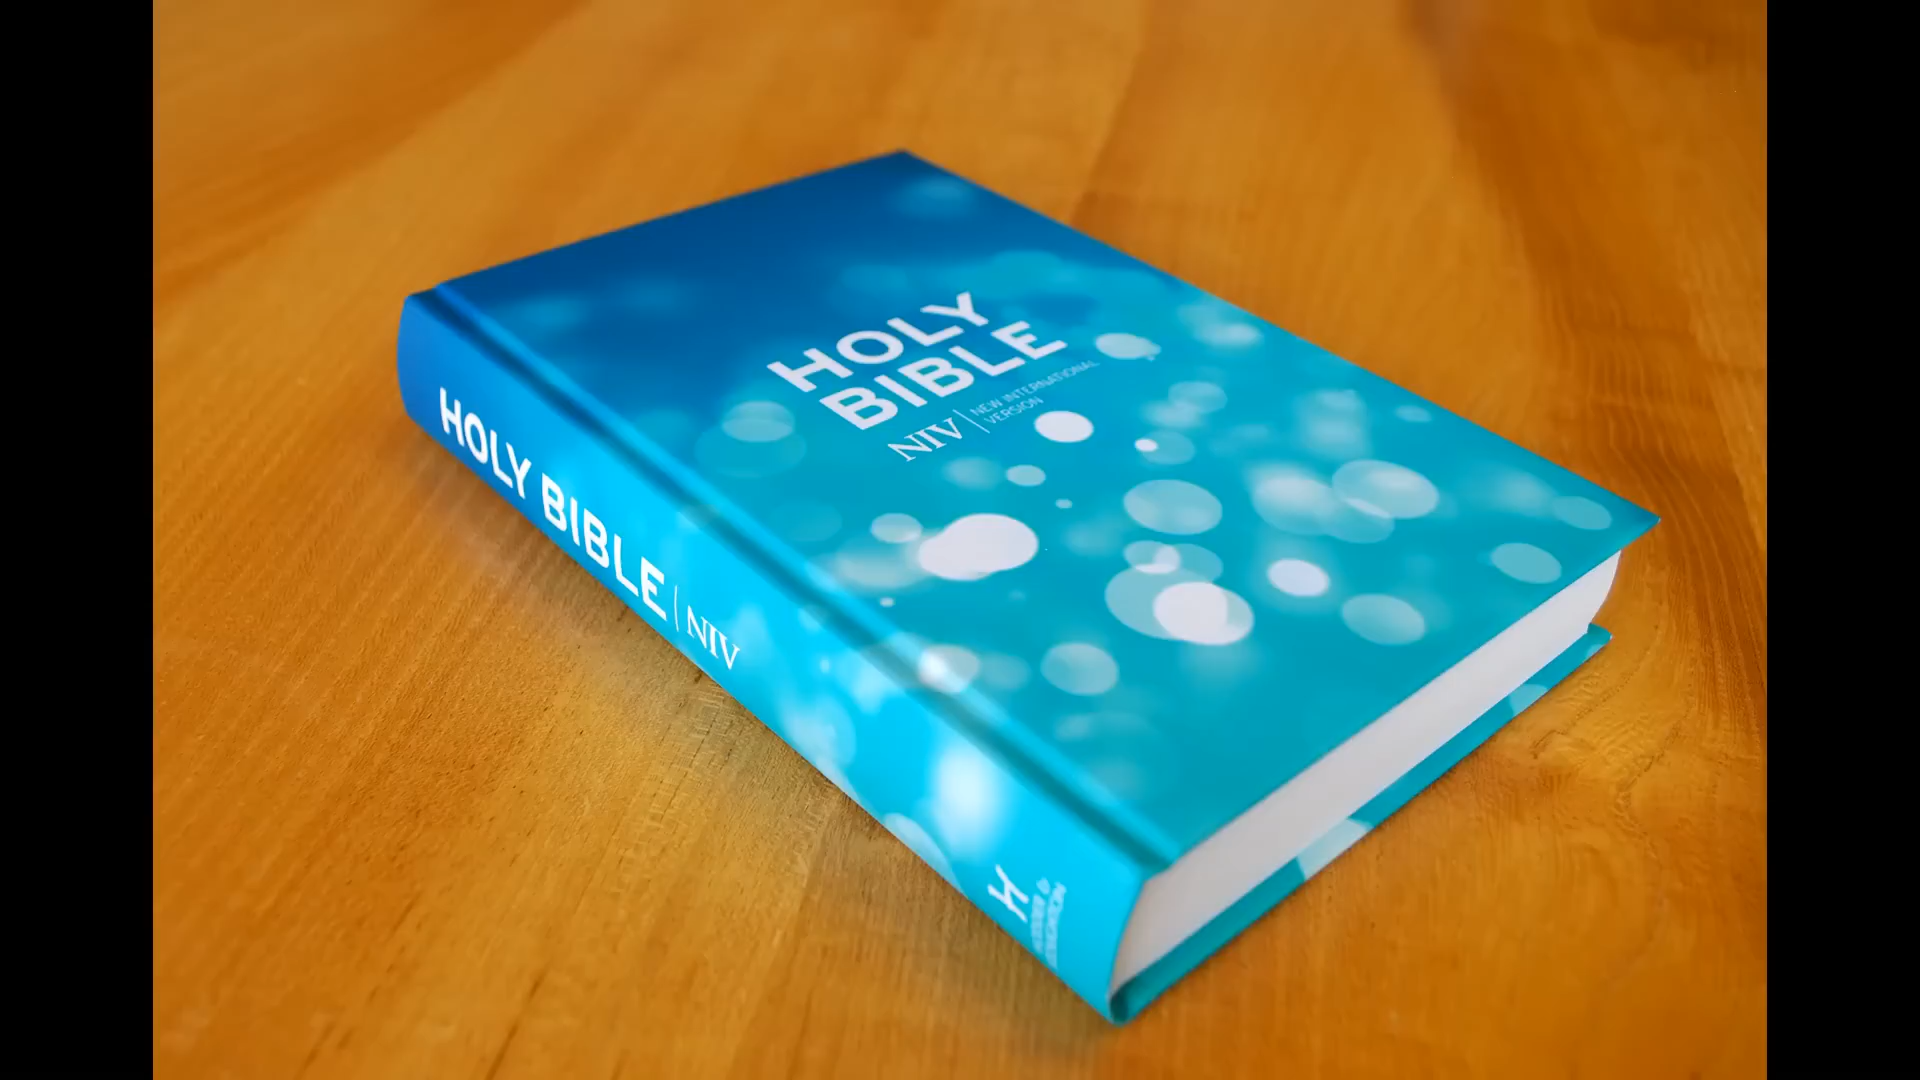 HOLY
BIBLE
NIV
NEW INTERNATIONAL
VERSION
HOLY BIBLE | NIV